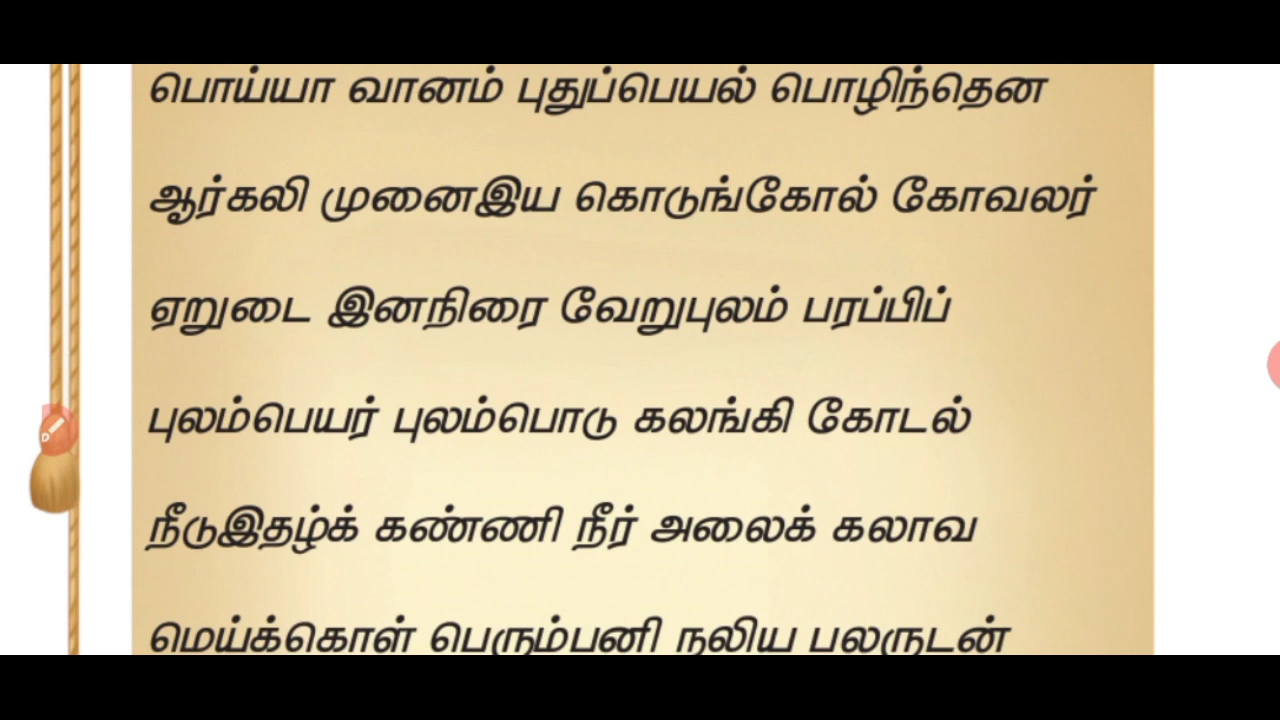 பொய்யா வானம் புதுப்பெயல் பொழிந்தென
ஆர்கலி முனைஇய கொடுங்கோல் கோவலர்
ஏறுடை இனநிரை வேறுபுலம் பரப்பிப்
புலம்பெயர் புலம்பொடு கலங்கி கோடல்
நீடுஇதழ்க் கண்ணி நீர் அலைக் கலாவ
மெய்க்கொள் பெரும்பனி நலிய பலருடன்